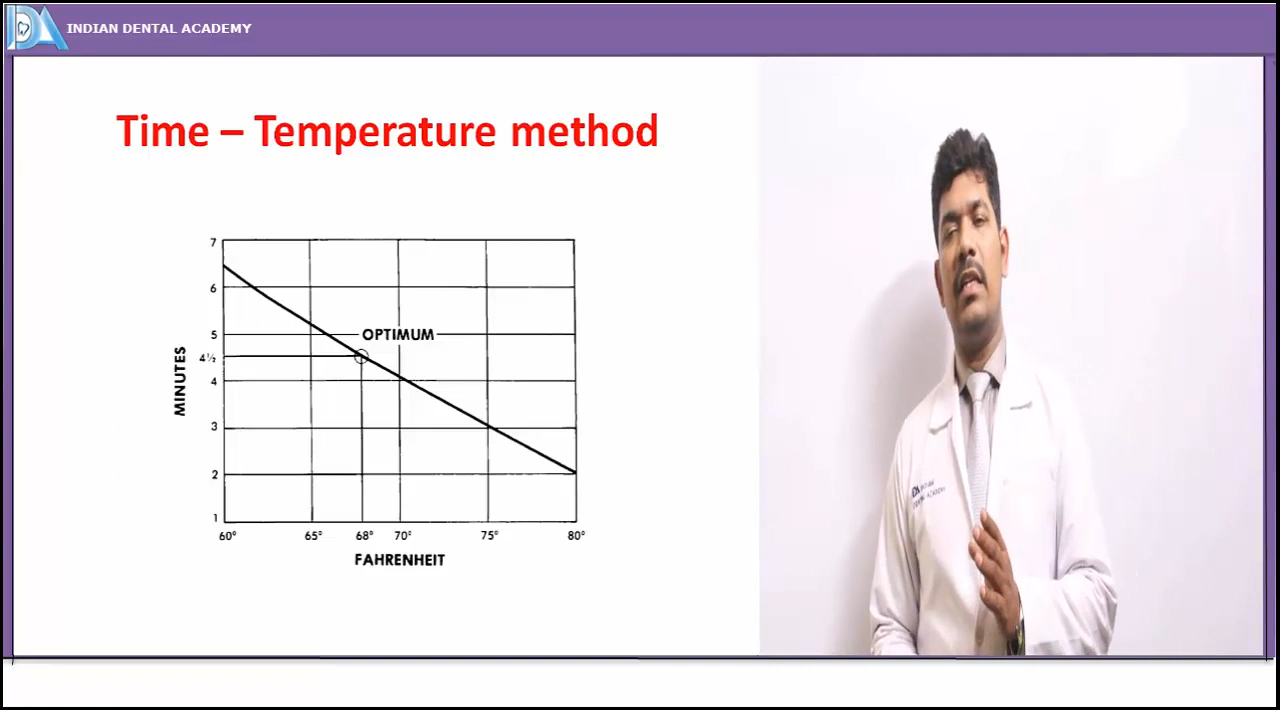 INDIAN DENTAL ACADEMY
Time – Temperature method
7
6
5
OPTIMUM
4½
4
3
2
1
MINUTES
60° 65° 68° 70° 75° 80°
FAHRENHEIT